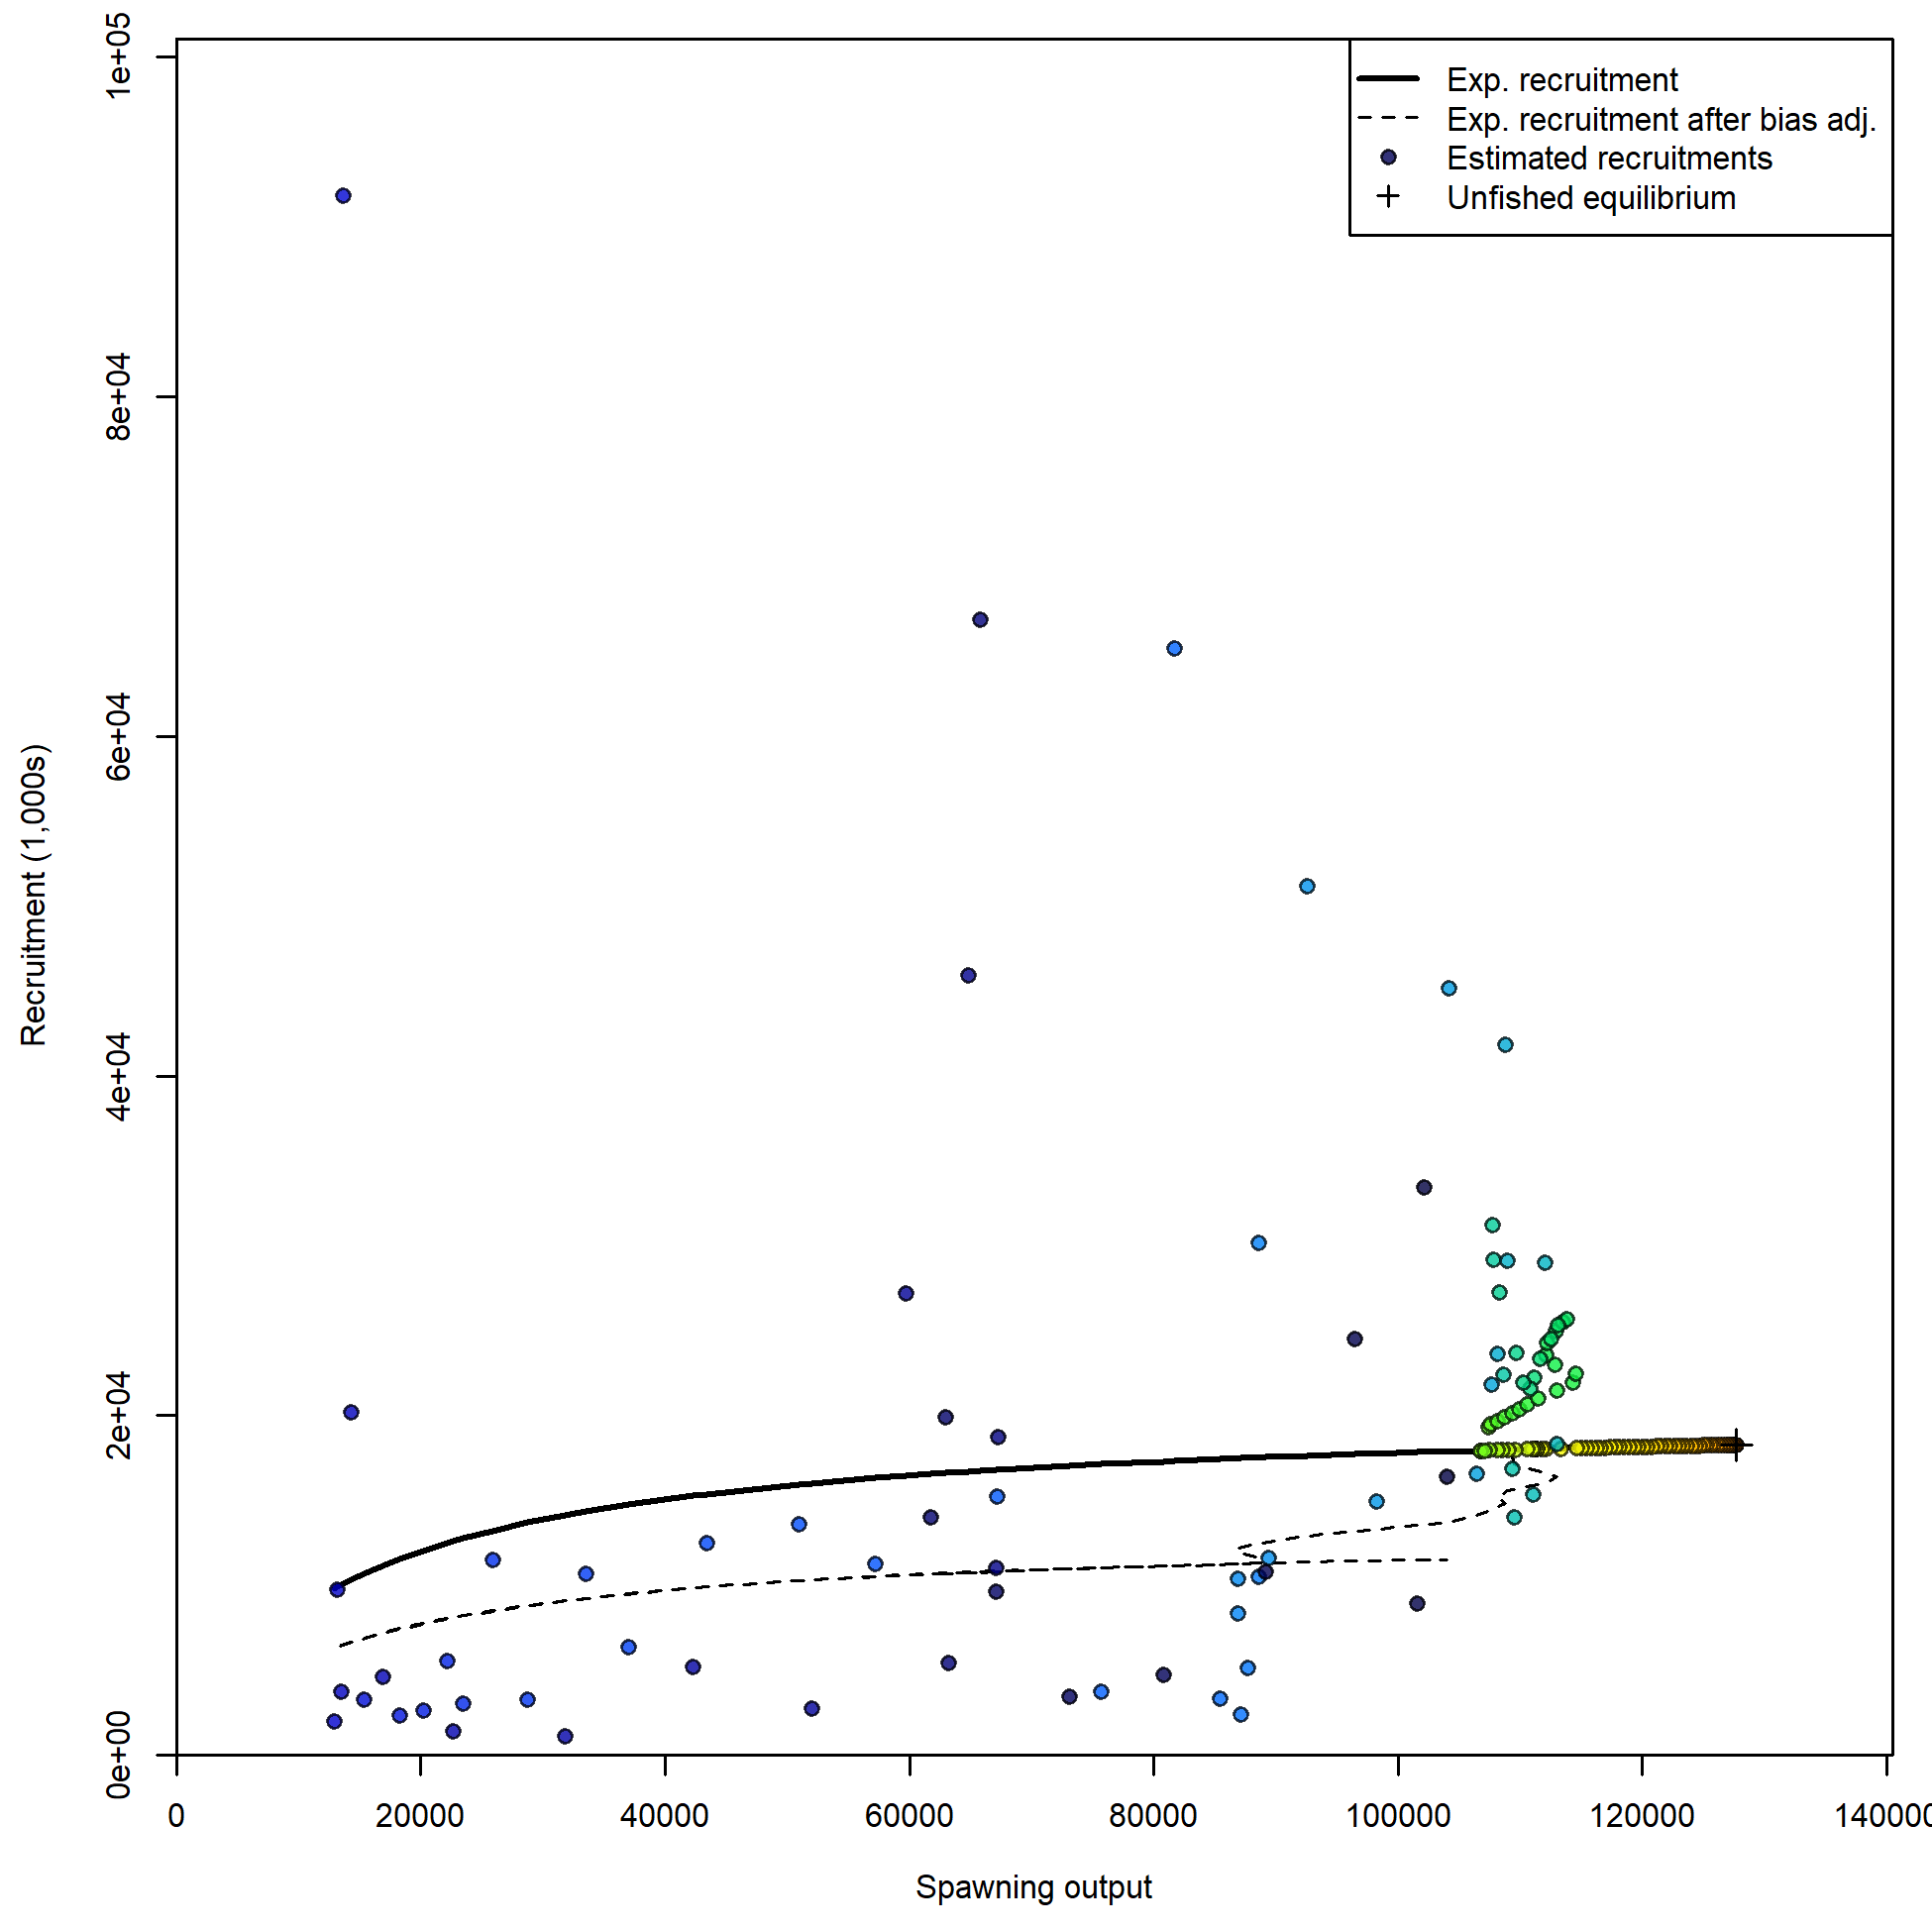 Exp. recruitment
Exp. recruitment after bias adj.
Estimated recruitments
Unfished equilibrium
1e+05
8e+04
6e+04
4e+04
2e+04
0e+00
Recruitment (1,000s)
0 20000 40000 60000 80000 100000 120000 140000
Spawning output